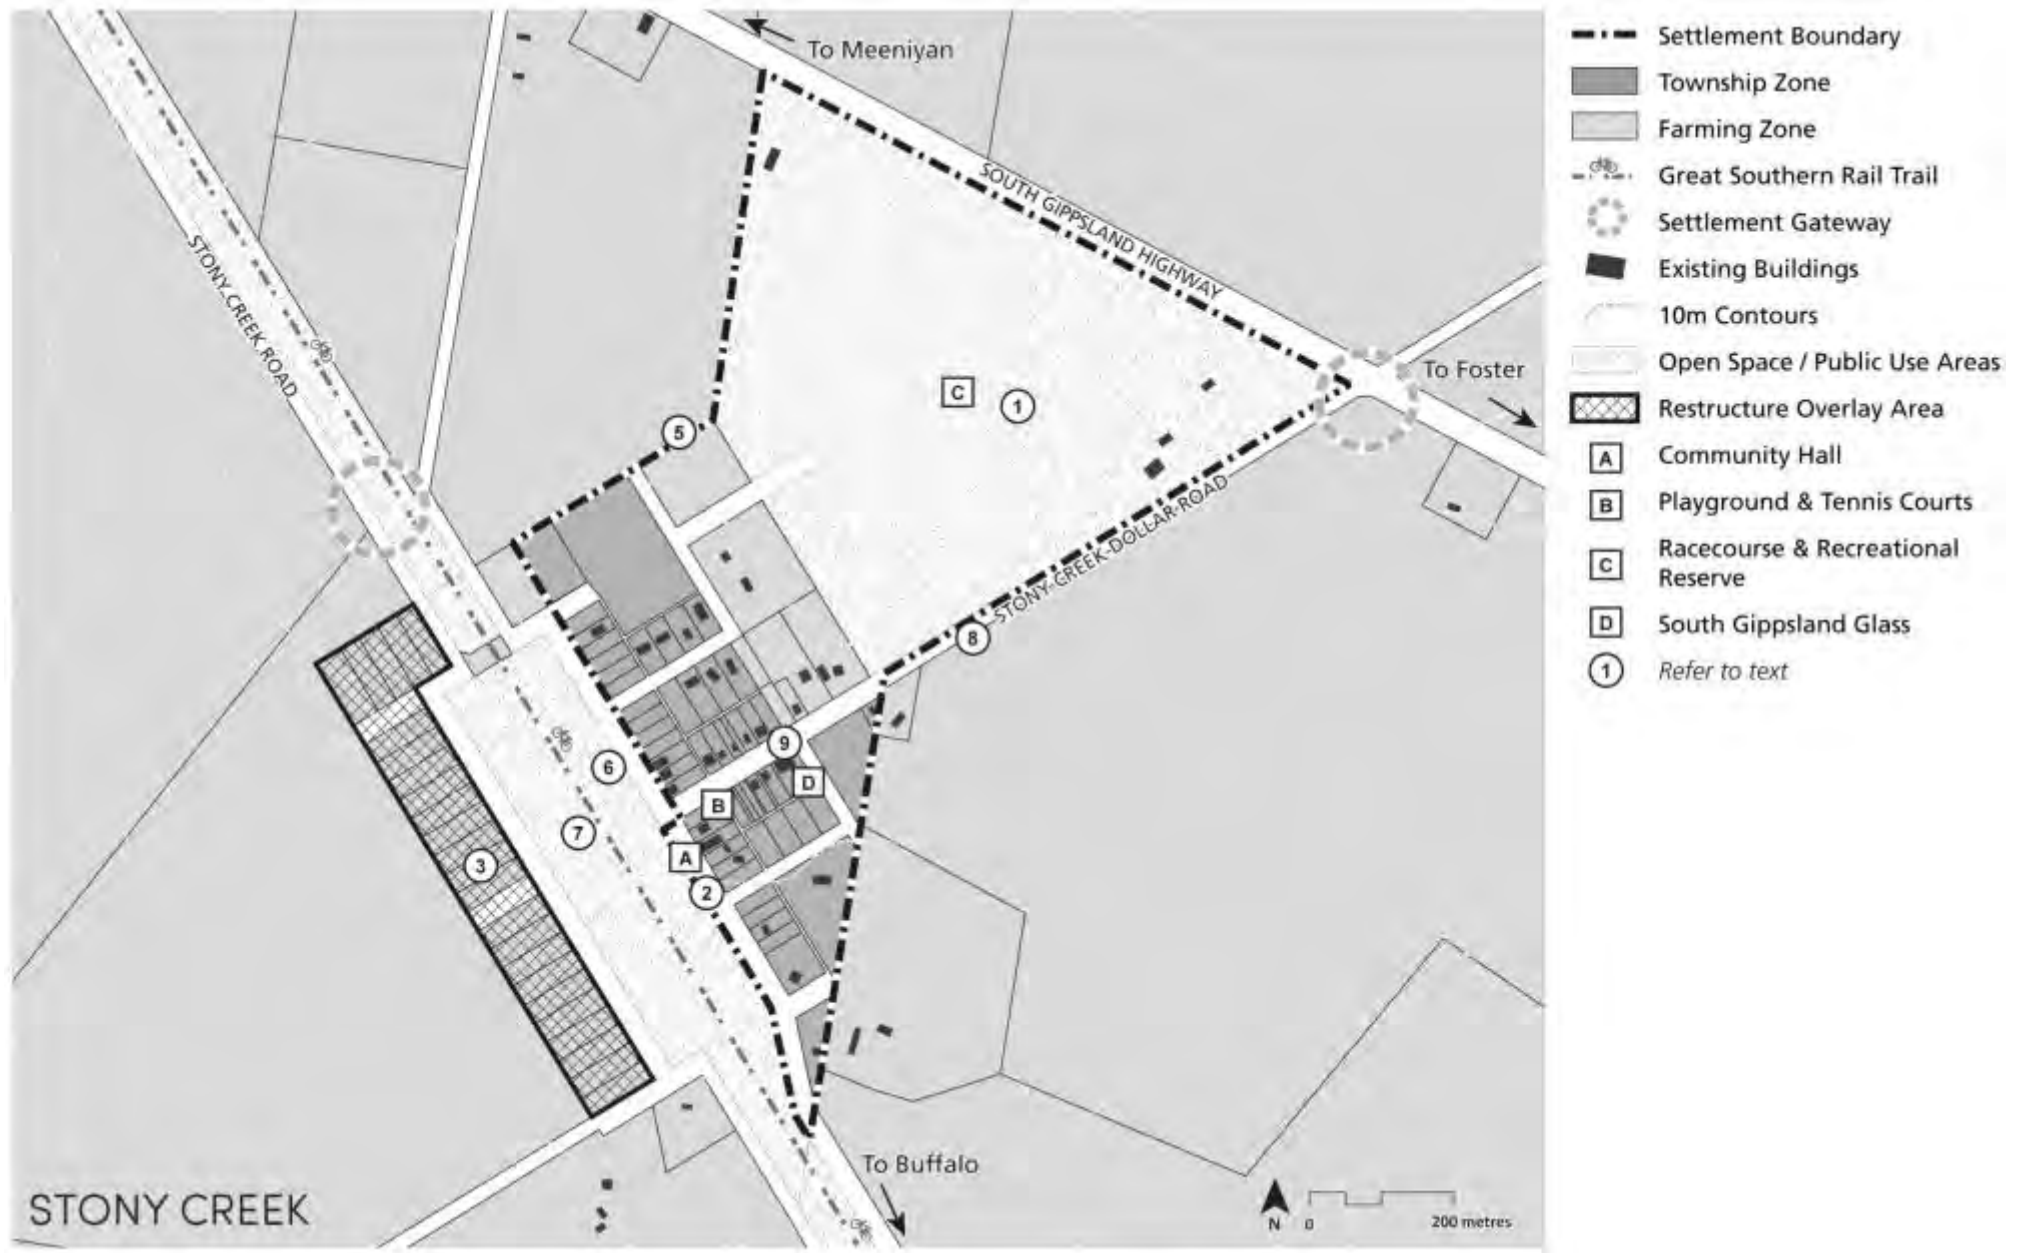 To Meeniyan
SOUTH GIPPSLAND HIGHWAY
STONY CREEK ROAD
To Foster
C
1
5
STONY-CREEK-DOLLAR-ROAD
8
9
6
D
B
7
A
3
2
To Buffalo
STONY CREEK
N
0
200 metres
Settlement Boundary
Township Zone
Farming Zone
Great Southern Rail Trail
Settlement Gateway
Existing Buildings
10m Contours
Open Space / Public Use Areas
Restructure Overlay Area
A Community Hall
B Playground & Tennis Courts
C Racecourse & Recreational
Reserve
D South Gippsland Glass
1 Refer to text